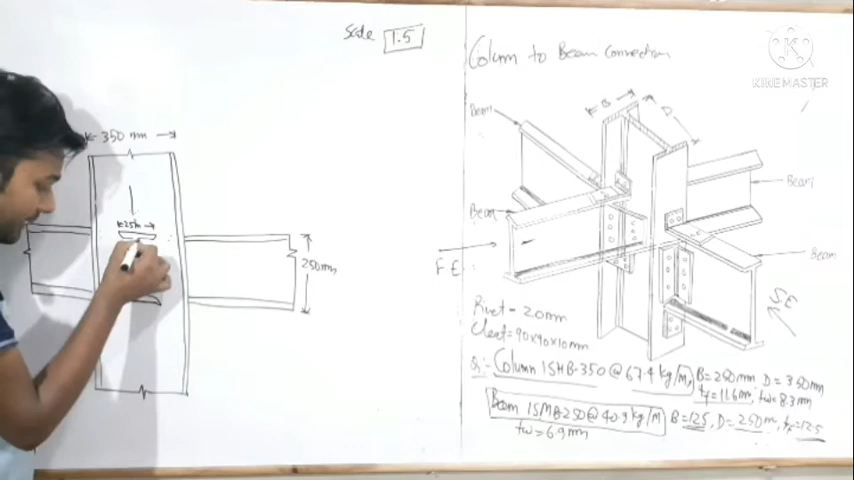 Scale 1.5
350 mm
125m
250mm
Column to Beam Connection
KINEMASTER
B
D
Beam
Beam
Beam
Beam
F E
SE
Rivet = 20mm
Cleat = 90x90x10mm
Q:- Column ISHB-350 @ 67.4 kg/M, B = 250mm D = 350mm
tf = 11.6mm, tw = 8.3mm
Beam ISMB 250 @ 40.9 kg/M B = 125, D = 250m, tf = 12.5
tw = 6.9mm